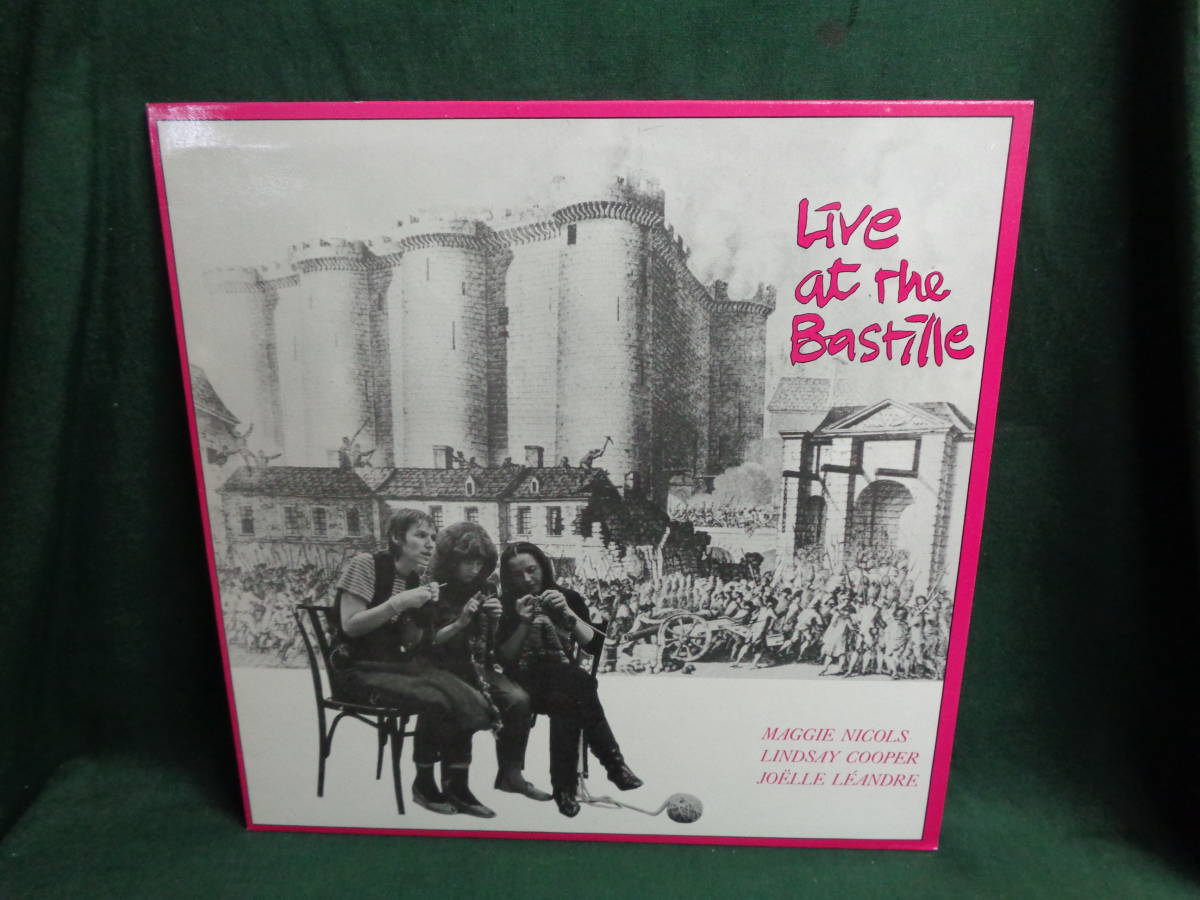 Live
at the
Bastille
MAGGIE NICOLS
LINDSAY COOPER
JOËLLE LÉANDRE